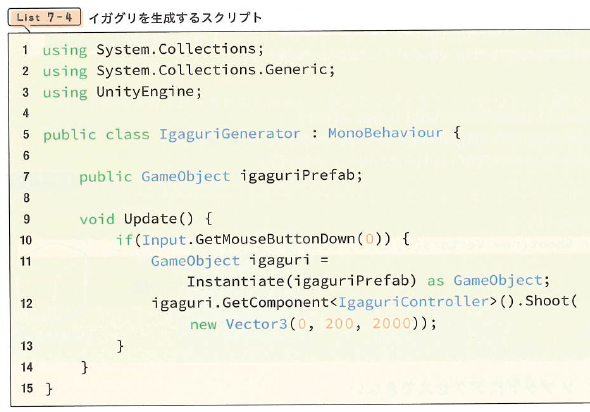 List 7-4 イガグリを生成するスクリプト
1 using System.Collections;
2 using System.Collections.Generic;
3 using UnityEngine;
4
5 public class IgaguriGenerator : MonoBehaviour {
6
7 public GameObject igaguriPrefab;
8
9 void Update() {
10 if(Input.GetMouseButtonDown(0)) {
11 GameObject igaguri =
Instantiate(igaguriPrefab) as GameObject;
12 igaguri.GetComponent<IgaguriController>().Shoot(
new Vector3(0, 200, 2000));
13 }
14 }
15 }